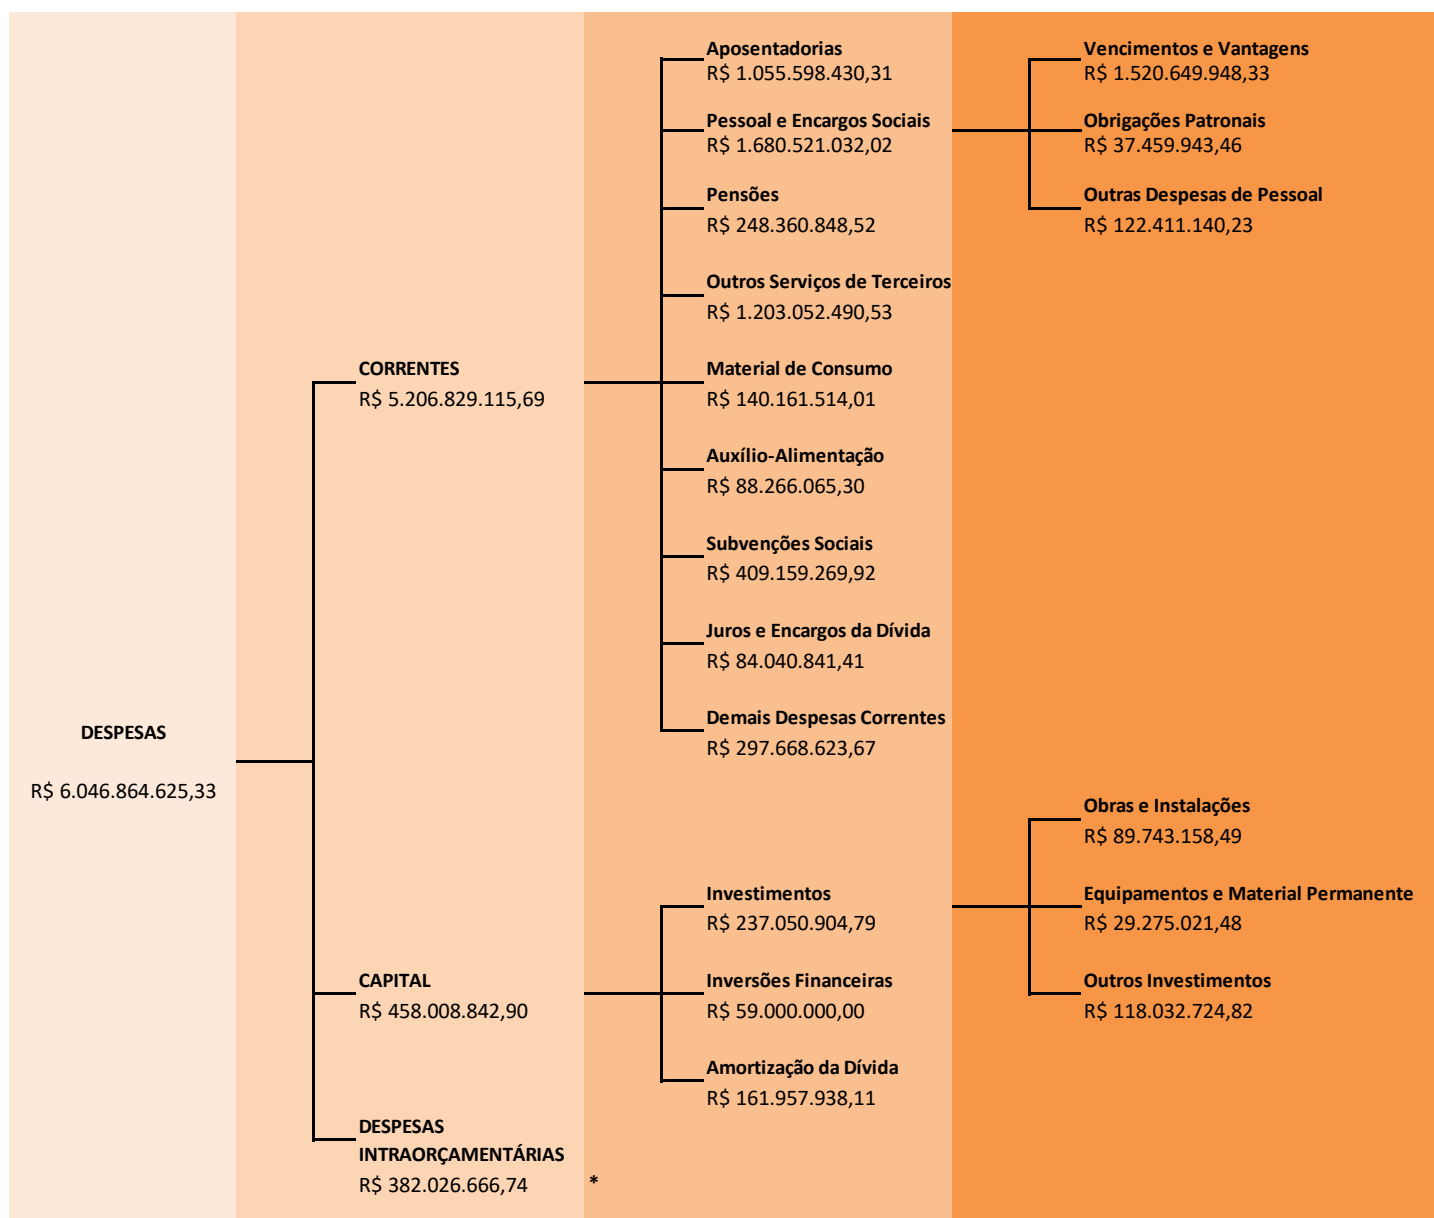 DESPESAS
R$ 6.046.864.625,33
CORRENTES
R$ 5.206.829.115,69
Aposentadorias
R$ 1.055.598.430,31
Pessoal e Encargos Sociais
R$ 1.680.521.032,02
Vencimentos e Vantagens
R$ 1.520.649.948,33
Obrigações Patronais
R$ 37.459.943,46
Outras Despesas de Pessoal
R$ 122.411.140,23
Pensões
R$ 248.360.848,52
Outros Serviços de Terceiros
R$ 1.203.052.490,53
Material de Consumo
R$ 140.161.514,01
Auxílio-Alimentação
R$ 88.266.065,30
Subvenções Sociais
R$ 409.159.269,92
Juros e Encargos da Dívida
R$ 84.040.841,41
Demais Despesas Correntes
R$ 297.668.623,67
CAPITAL
R$ 458.008.842,90
Investimentos
R$ 237.050.904,79
Obras e Instalações
R$ 89.743.158,49
Equipamentos e Material Permanente
R$ 29.275.021,48
Outros Investimentos
R$ 118.032.724,82
Inversões Financeiras
R$ 59.000.000,00
Amortização da Dívida
R$ 161.957.938,11
DESPESAS
INTRAORÇAMENTÁRIAS
R$ 382.026.666,74 *